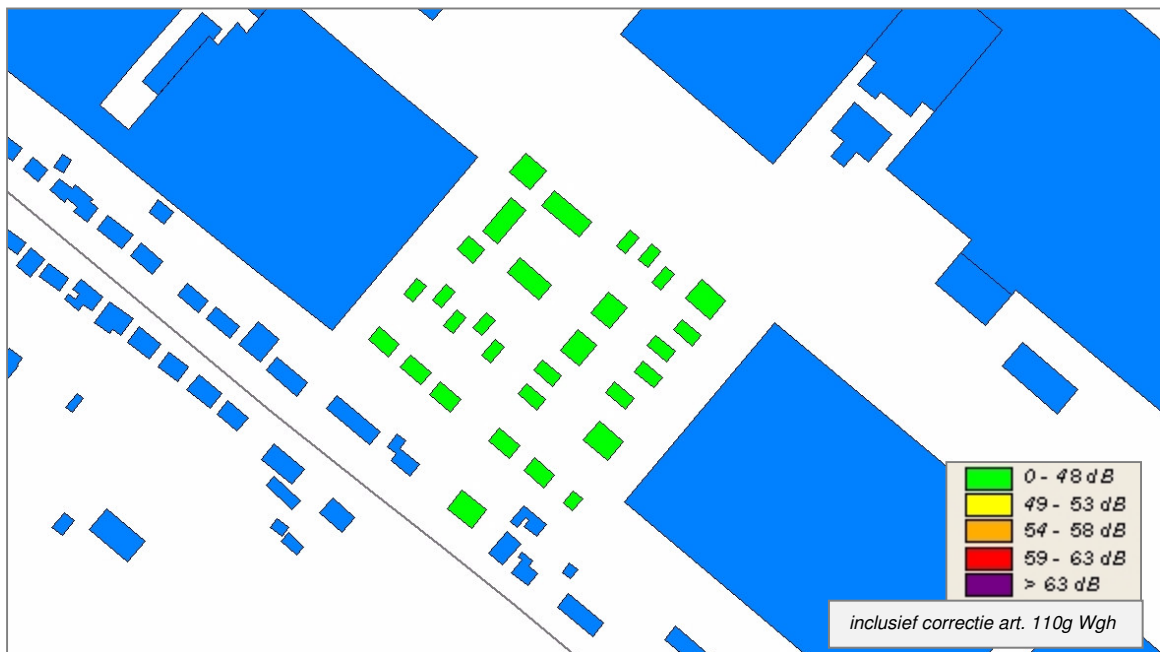 0 - 48 dB
49 - 53 dB
54 - 58 dB
59 - 63 dB
> 63 dB
inclusief correctie art. 110g Wgh